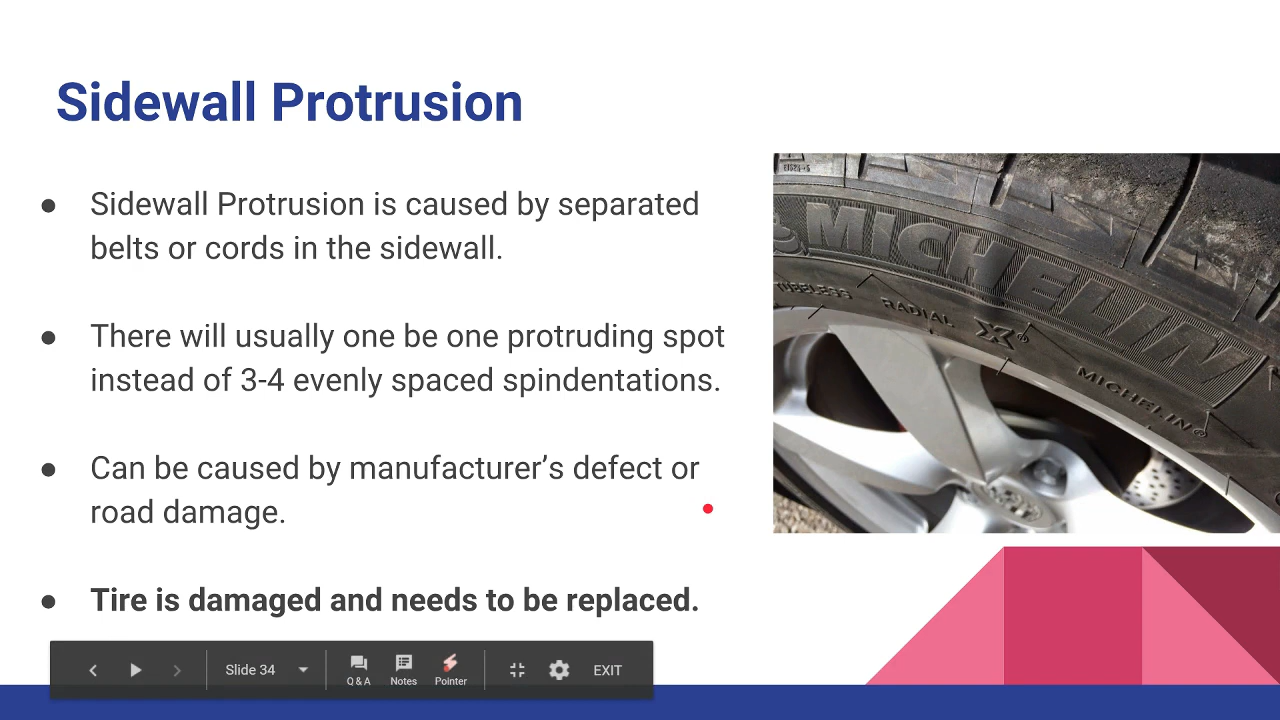 Sidewall Protrusion
● Sidewall Protrusion is caused by separated
belts or cords in the sidewall.
● There will usually one be one protruding spot
instead of 3-4 evenly spaced spindentations.
● Can be caused by manufacturer’s defect or
road damage.
● Tire is damaged and needs to be replaced.
MICHELIN
TUBELESS
RADIAL X®
MICHELIN®
Slide 34
Q & A
Notes
Pointer
EXIT